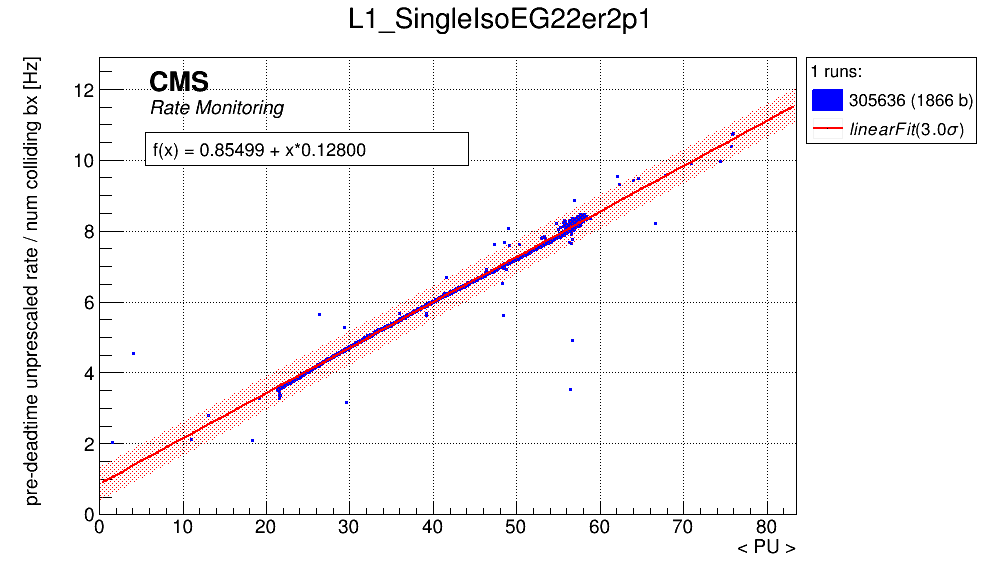 L1_SingleIsoEG22er2p1
pre-deadtime unprescaled rate / num colliding bx [Hz]
CMS
Rate Monitoring
f(x) = 0.85499 + x*0.12800
12
10
8
6
4
2
0
0 10 20 30 40 50 60 70 80
< PU >
1 runs:
305636 (1866 b)
linearFit(3.0σ)